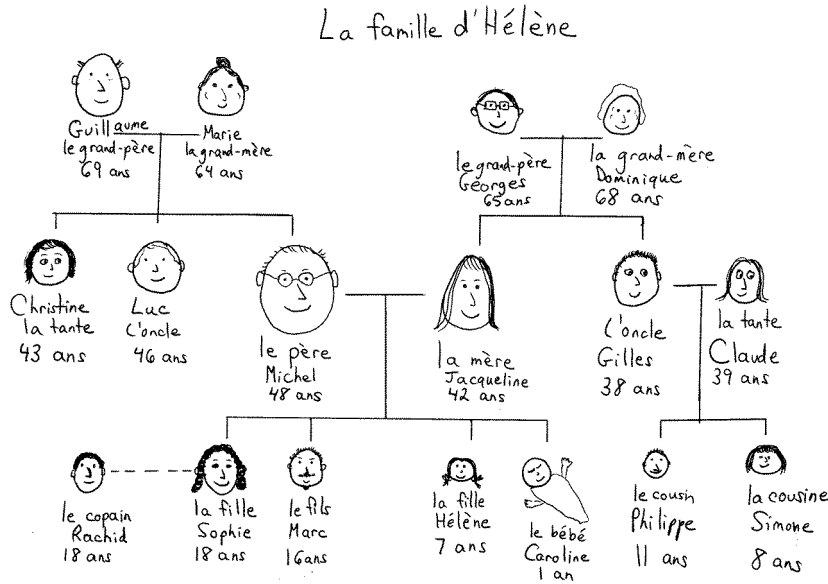 La famille d'Hélène
Guillaume
le grand-père
69 ans
Marie
la grand-mère
64 ans
le grand-père
Georges
65 ans
la grand-mère
Dominique
68 ans
Christine
la tante
43 ans
Luc
L'oncle
46 ans
le père
Michel
48 ans
la mère
Jacqueline
42 ans
L'oncle
Gilles
38 ans
la tante
Claude
39 ans
le copain
Rachid
18 ans
la fille
Sophie
18 ans
le fils
Marc
16 ans
la fille
Hélène
7 ans
le bébé
Caroline
1 an
le cousin
Philippe
11 ans
la cousine
Simone
8 ans